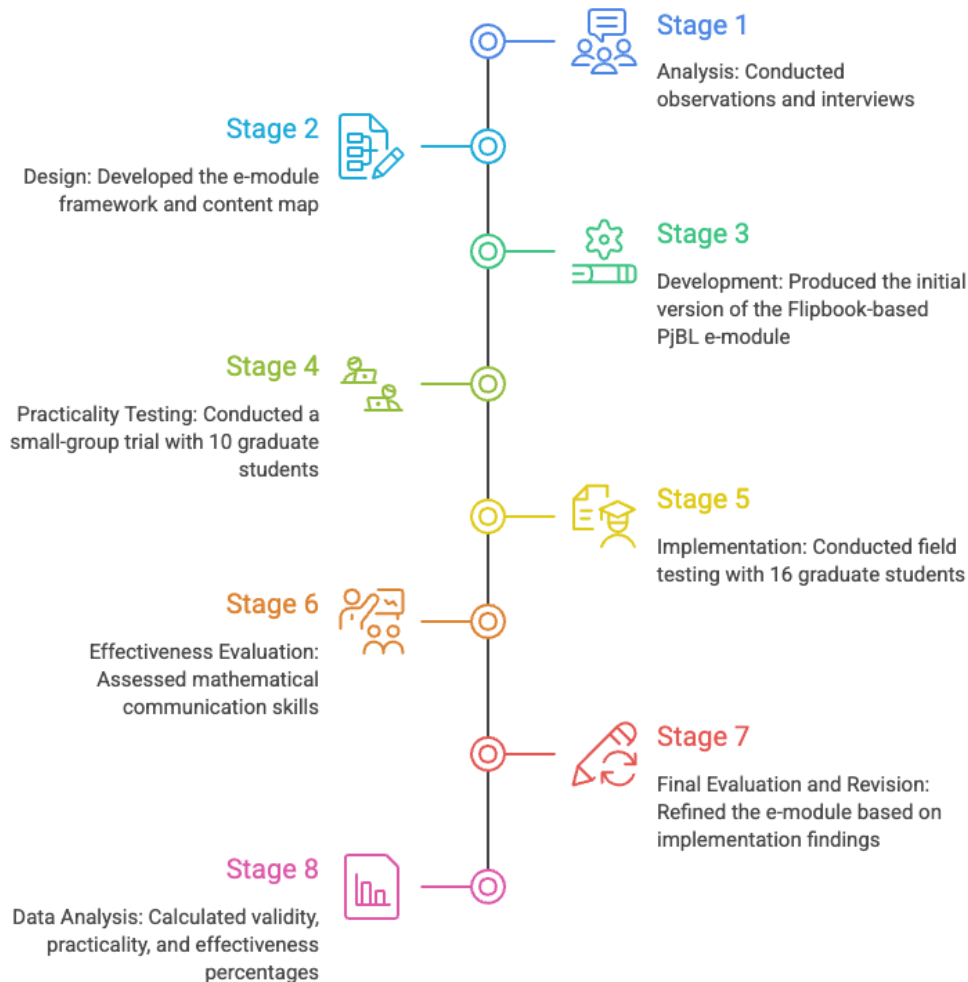 Stage 1
Analysis: Conducted
observations and interviews
Stage 2
Design: Developed the e-module
framework and content map
Stage 3
Development: Produced the initial
version of the Flipbook-based
PjBL e-module
Stage 4
Practicality Testing: Conducted a
small-group trial with 10 graduate
students
Stage 5
Implementation: Conducted field
testing with 16 graduate students
Stage 6
Effectiveness Evaluation:
Assessed mathematical
communication skills
Stage 7
Final Evaluation and Revision:
Refined the e-module based on
implementation findings
Stage 8
Data Analysis: Calculated validity,
practicality, and effectiveness
percentages